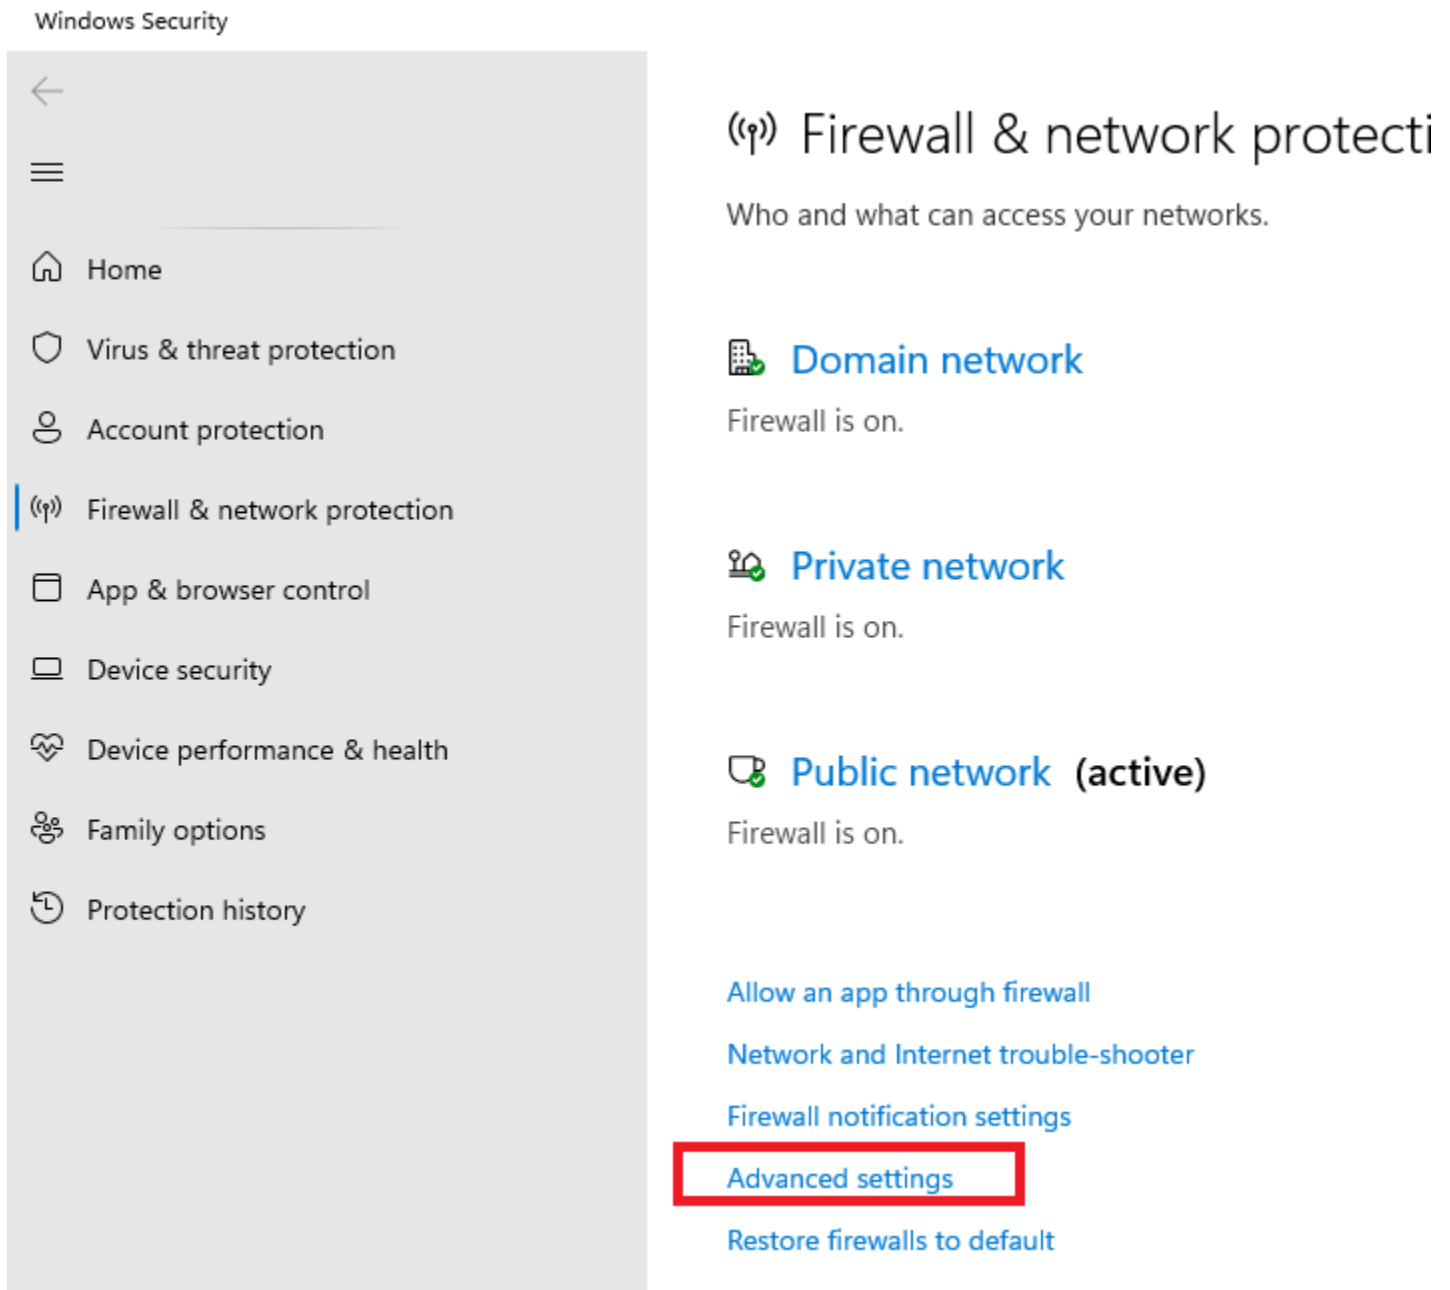 Windows Security
Home
Virus & threat protection
Account protection
Firewall & network protection
App & browser control
Device security
Device performance & health
Family options
Protection history
Firewall & network protecti
Who and what can access your networks.
Domain network
Firewall is on.
Private network
Firewall is on.
Public network (active)
Firewall is on.
Allow an app through firewall
Network and Internet trouble-shooter
Firewall notification settings
Advanced settings
Restore firewalls to default